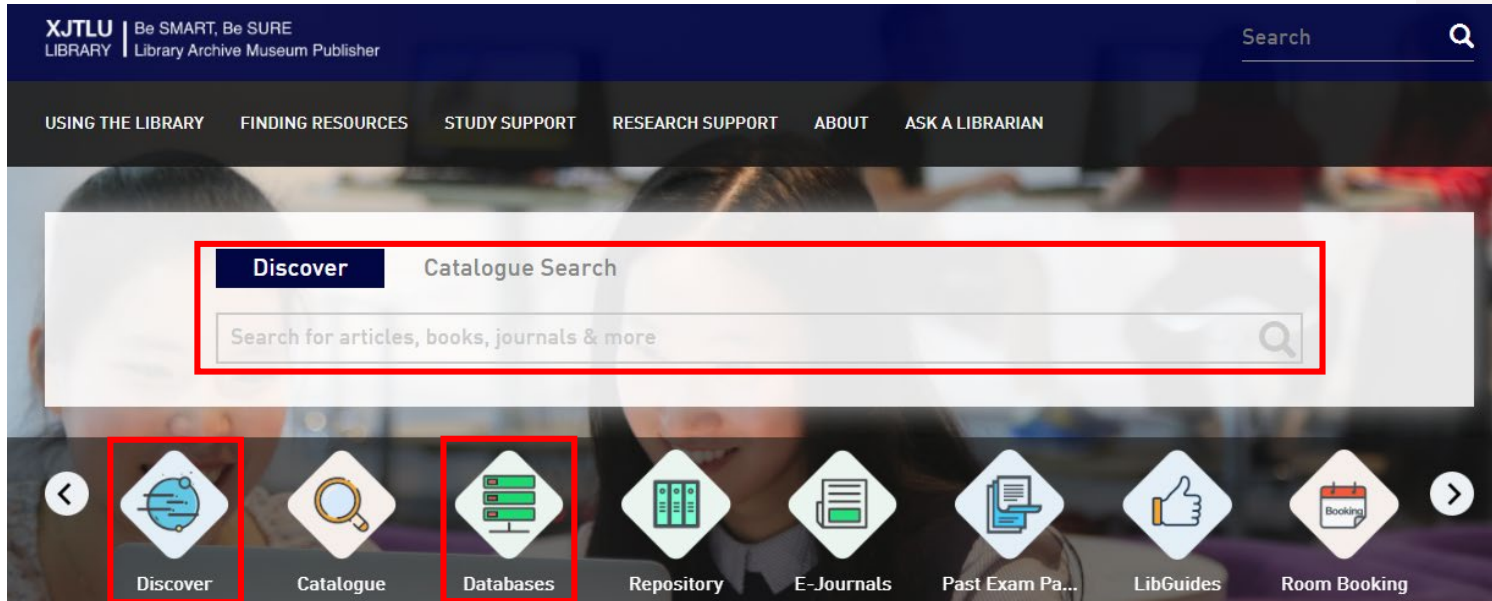 XJTLU Be SMART, Be SURE
LIBRARY Library Archive Museum Publisher
Search
USING THE LIBRARY FINDING RESOURCES STUDY SUPPORT RESEARCH SUPPORT ABOUT ASK A LIBRARIAN
Discover Catalogue Search
Search for articles, books, journals & more
Booking
Discover Catalogue Databases Repository E-Journals Past Exam Pa... LibGuides Room Booking